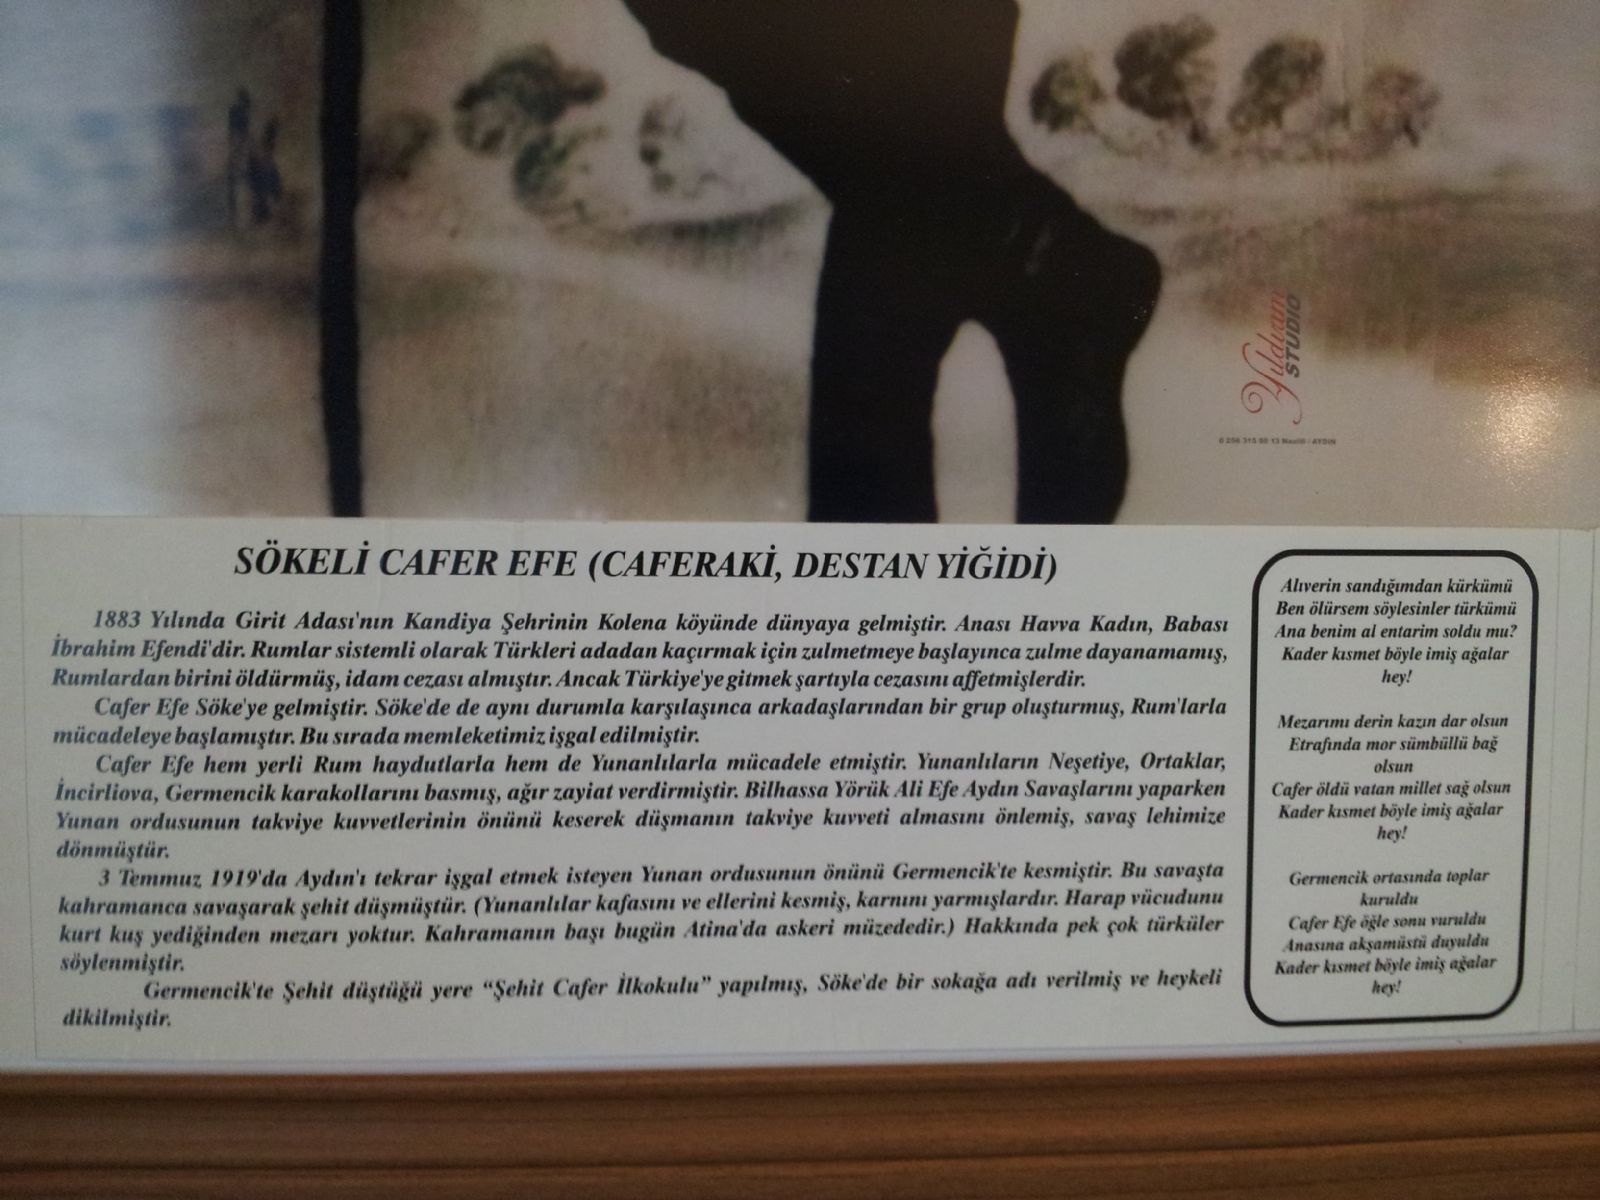 Yıldırım
STUDIO
0 256 315 80 13 Nazilli / AYDIN
SÖKELİ CAFER EFE (CAFERAKİ, DESTAN YİĞİDİ)
1883 Yılında Girit Adası'nın Kandiya Şehrinin Kolena köyünde dünyaya gelmiştir. Anası Havva Kadın, Babası
İbrahim Efendi'dir. Rumlar sistemli olarak Türkleri adadan kaçırmak için zulmetmeye başlayınca zulme dayanamamış,
Rumlardan birini öldürmüş, idam cezası almıştır. Ancak Türkiye'ye gitmek şartıyla cezasını affetmişlerdir.
Cafer Efe Söke'ye gelmiştir. Söke'de de aynı durumla karşılaşınca arkadaşlarından bir grup oluşturmuş, Rum'larla
mücadeleye başlamıştır. Bu sırada memleketimiz işgal edilmiştir.
Cafer Efe hem yerli Rum haydutlarla hem de Yunanlılarla mücadele etmiştir. Yunanlıların Neşetiye, Ortaklar,
İncirliova, Germencik karakollarını basmış, ağır zayiat verdirmiştir. Bilhassa Yörük Ali Efe Aydın Savaşlarını yaparken
Yunan ordusunun takviye kuvvetlerinin önünü keserek düşmanın takviye kuvveti almasını önlemiş, savaş lehimize
dönmüştür.
3 Temmuz 1919'da Aydın'ı tekrar işgal etmek isteyen Yunan ordusunun önünü Germencik'te kesmiştir. Bu savaşta
kahramanca savaşarak şehit düşmüştür. (Yunanlılar kafasını ve ellerini kesmiş, karnını yarmışlardır. Harap vücudunu
kurt kuş yediğinden mezarı yoktur. Kahramanın başı bugün Atina'da askeri müzededir.) Hakkında pek çok türküler
söylenmiştir.
Germencik'te Şehit düştüğü yere “Şehit Cafer İlkokulu” yapılmış, Söke'de bir sokağa adı verilmiş ve heykeli
dikilmiştir.
Alıverin sandığımdan kürkümü
Ben ölürsem söylesinler türkümü
Ana benim al entarim soldu mu?
Kader kısmet böyle imiş ağalar
hey!
Mezarımı derin kazın dar olsun
Etrafında mor sümbüllü bağ
olsun
Cafer öldü vatan millet sağ olsun
Kader kısmet böyle imiş ağalar
hey!
Germencik ortasında toplar
kuruldu
Cafer Efe öğle sonu vuruldu
Anasına akşamüstü duyuldu
Kader kısmet böyle imiş ağalar
hey!